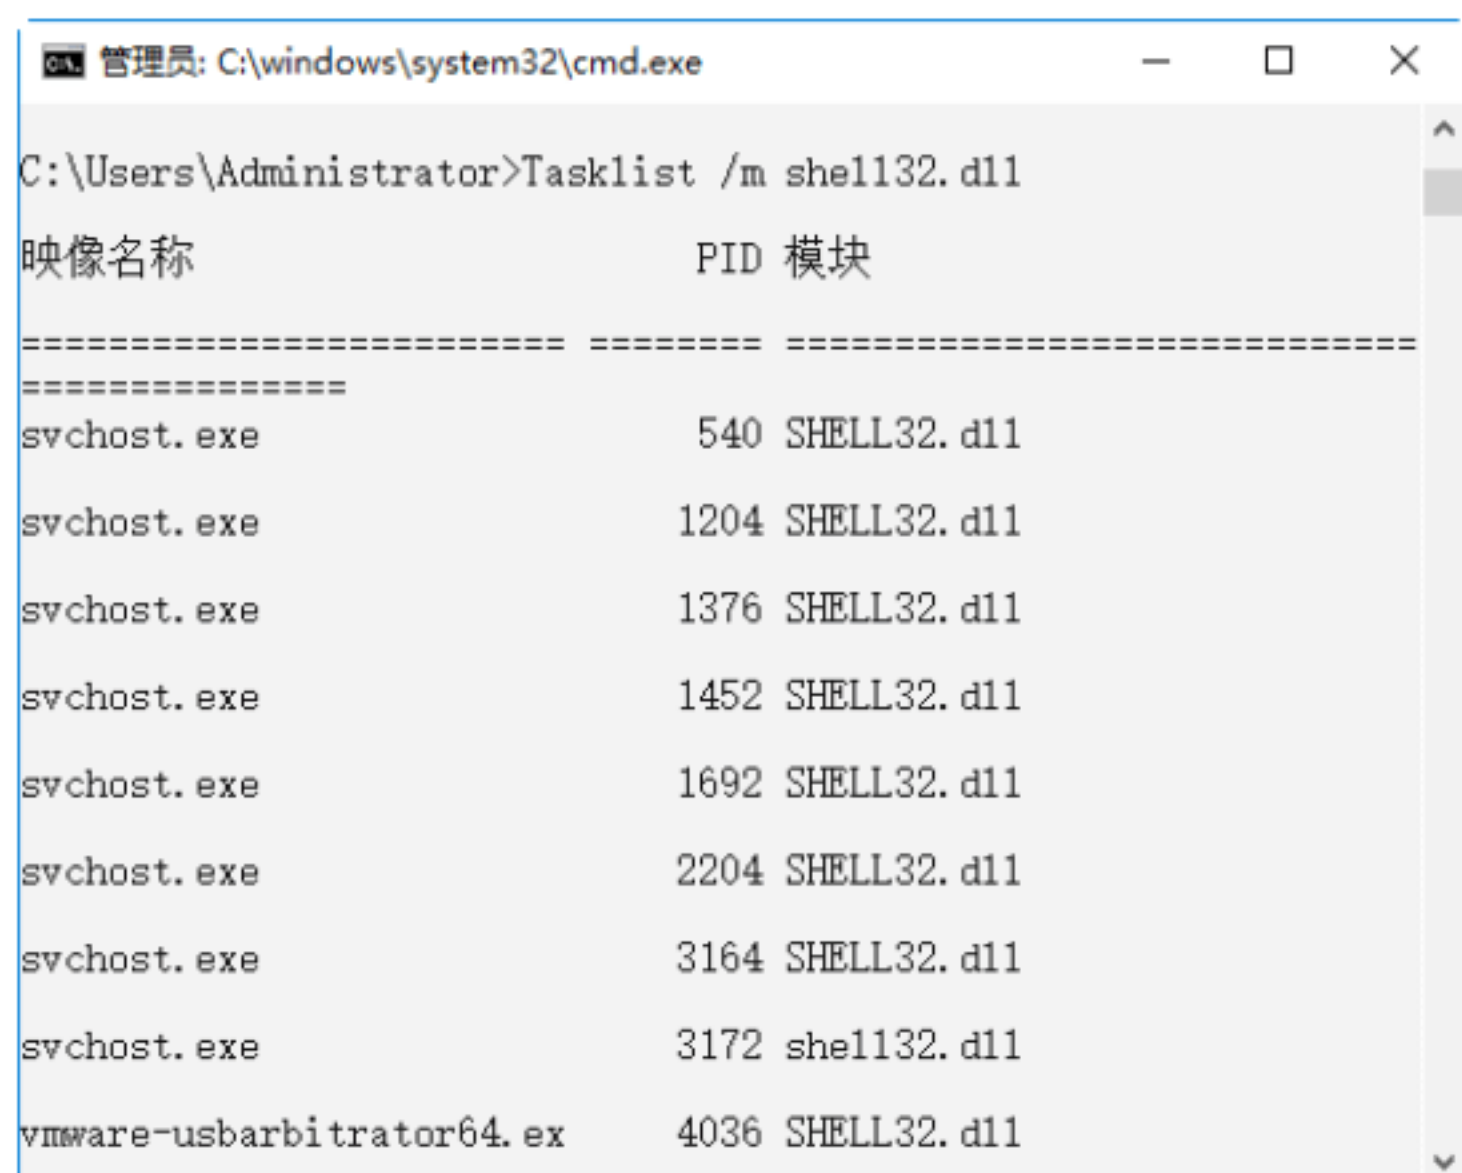 管理员: C:\windows\system32\cmd.exe
C:\Users\Administrator>Tasklist /m shell32.dll
映像名称 PID 模块
========================= ======== =============================
===============
svchost.exe 540 SHELL32.dll
svchost.exe 1204 SHELL32.dll
svchost.exe 1376 SHELL32.dll
svchost.exe 1452 SHELL32.dll
svchost.exe 1692 SHELL32.dll
svchost.exe 2204 SHELL32.dll
svchost.exe 3164 SHELL32.dll
svchost.exe 3172 shell32.dll
vmware-usbarbitrator64.ex 4036 SHELL32.dll